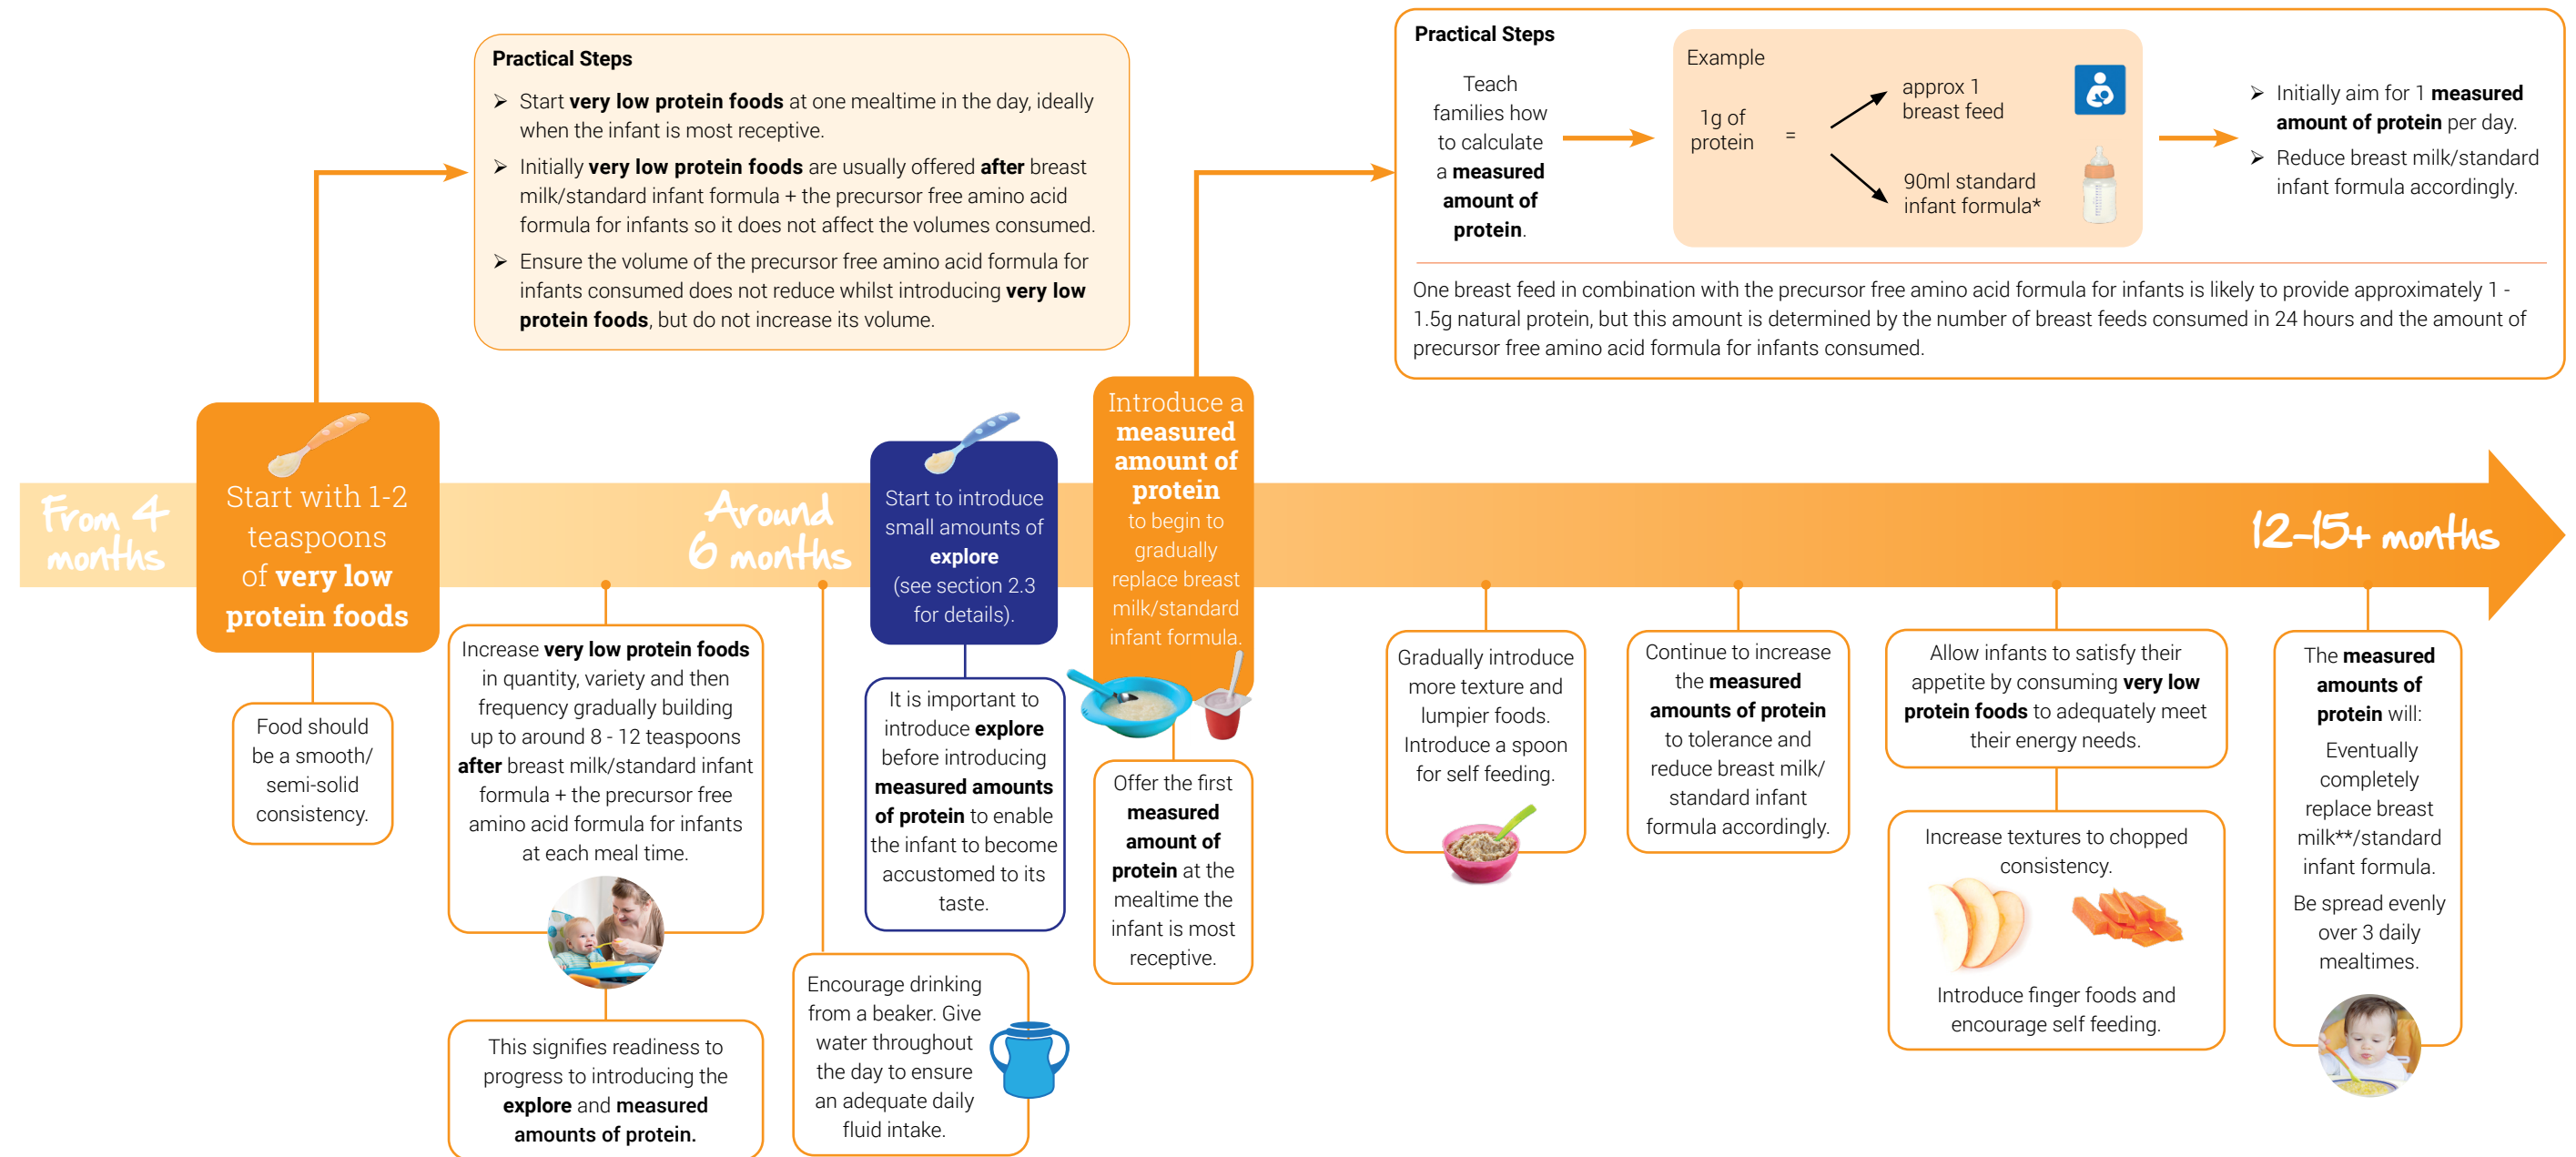 Practical Steps
➢ Start very low protein foods at one mealtime in the day, ideally
when the infant is most receptive.
➢ Initially very low protein foods are usually offered after breast
milk/standard infant formula + the precursor free amino acid
formula for infants so it does not affect the volumes consumed.
➢ Ensure the volume of the precursor free amino acid formula for
infants consumed does not reduce whilst introducing very low
protein foods, but do not increase its volume.
Practical Steps
Teach
families how
to calculate
a measured
amount of
protein.
Example
1g of
protein
=
approx 1
breast feed
90ml standard
infant formula*
➢ Initially aim for 1 measured
amount of protein per day.
➢ Reduce breast milk/standard
infant formula accordingly.
One breast feed in combination with the precursor free amino acid formula for infants is likely to provide approximately 1 -
1.5g natural protein, but this amount is determined by the number of breast feeds consumed in 24 hours and the amount of
precursor free amino acid formula for infants consumed.
From 4
months
Start with 1-2
teaspoons
of very low
protein foods
Food should
be a smooth/
semi-solid
consistency.
Increase very low protein foods
in quantity, variety and then
frequency gradually building
up to around 8 - 12 teaspoons
after breast milk/standard infant
formula + the precursor free
amino acid formula for infants
at each meal time.
This signifies readiness to
progress to introducing the
explore and measured
amounts of protein.
Around
6 months
Encourage drinking
from a beaker. Give
water throughout
the day to ensure
an adequate daily
fluid intake.
Start to introduce
small amounts of
explore
(see section 2.3
for details).
It is important to
introduce explore
before introducing
measured amounts
of protein to enable
the infant to become
accustomed to its
taste.
Introduce a
measured
amount of
protein
to begin to
gradually
replace breast
milk/standard
infant formula.
Offer the first
measured
amount of
protein at the
mealtime the
infant is most
receptive.
Gradually introduce
more texture and
lumpier foods.
Introduce a spoon
for self feeding.
Continue to increase
the measured
amounts of protein
to tolerance and
reduce breast milk/
standard infant
formula accordingly.
Allow infants to satisfy their
appetite by consuming very low
protein foods to adequately meet
their energy needs.
Increase textures to chopped
consistency.
Introduce finger foods and
encourage self feeding.
12-15+ months
The measured
amounts of
protein will:
Eventually
completely
replace breast
milk**/standard
infant formula.
Be spread evenly
over 3 daily
mealtimes.